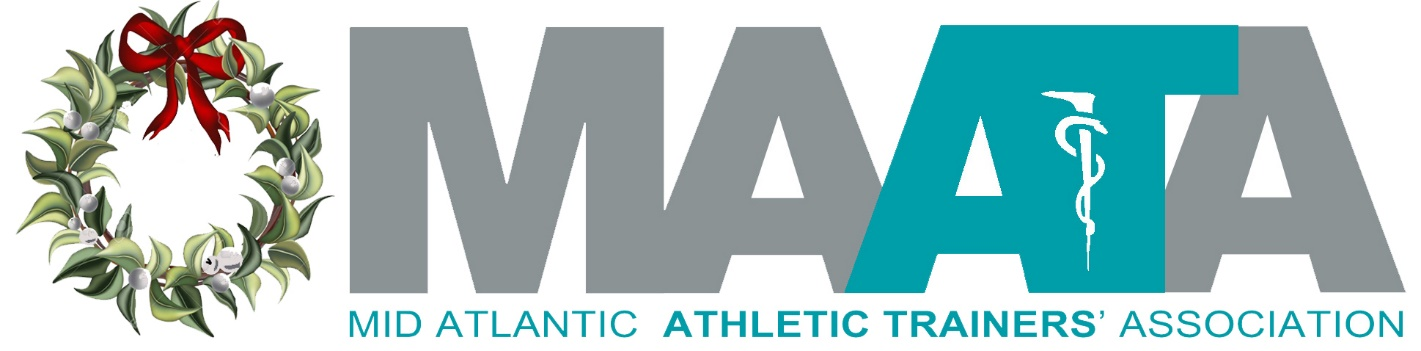 MAATA
MID ATLANTIC ATHLETIC TRAINERS’ ASSOCIATION